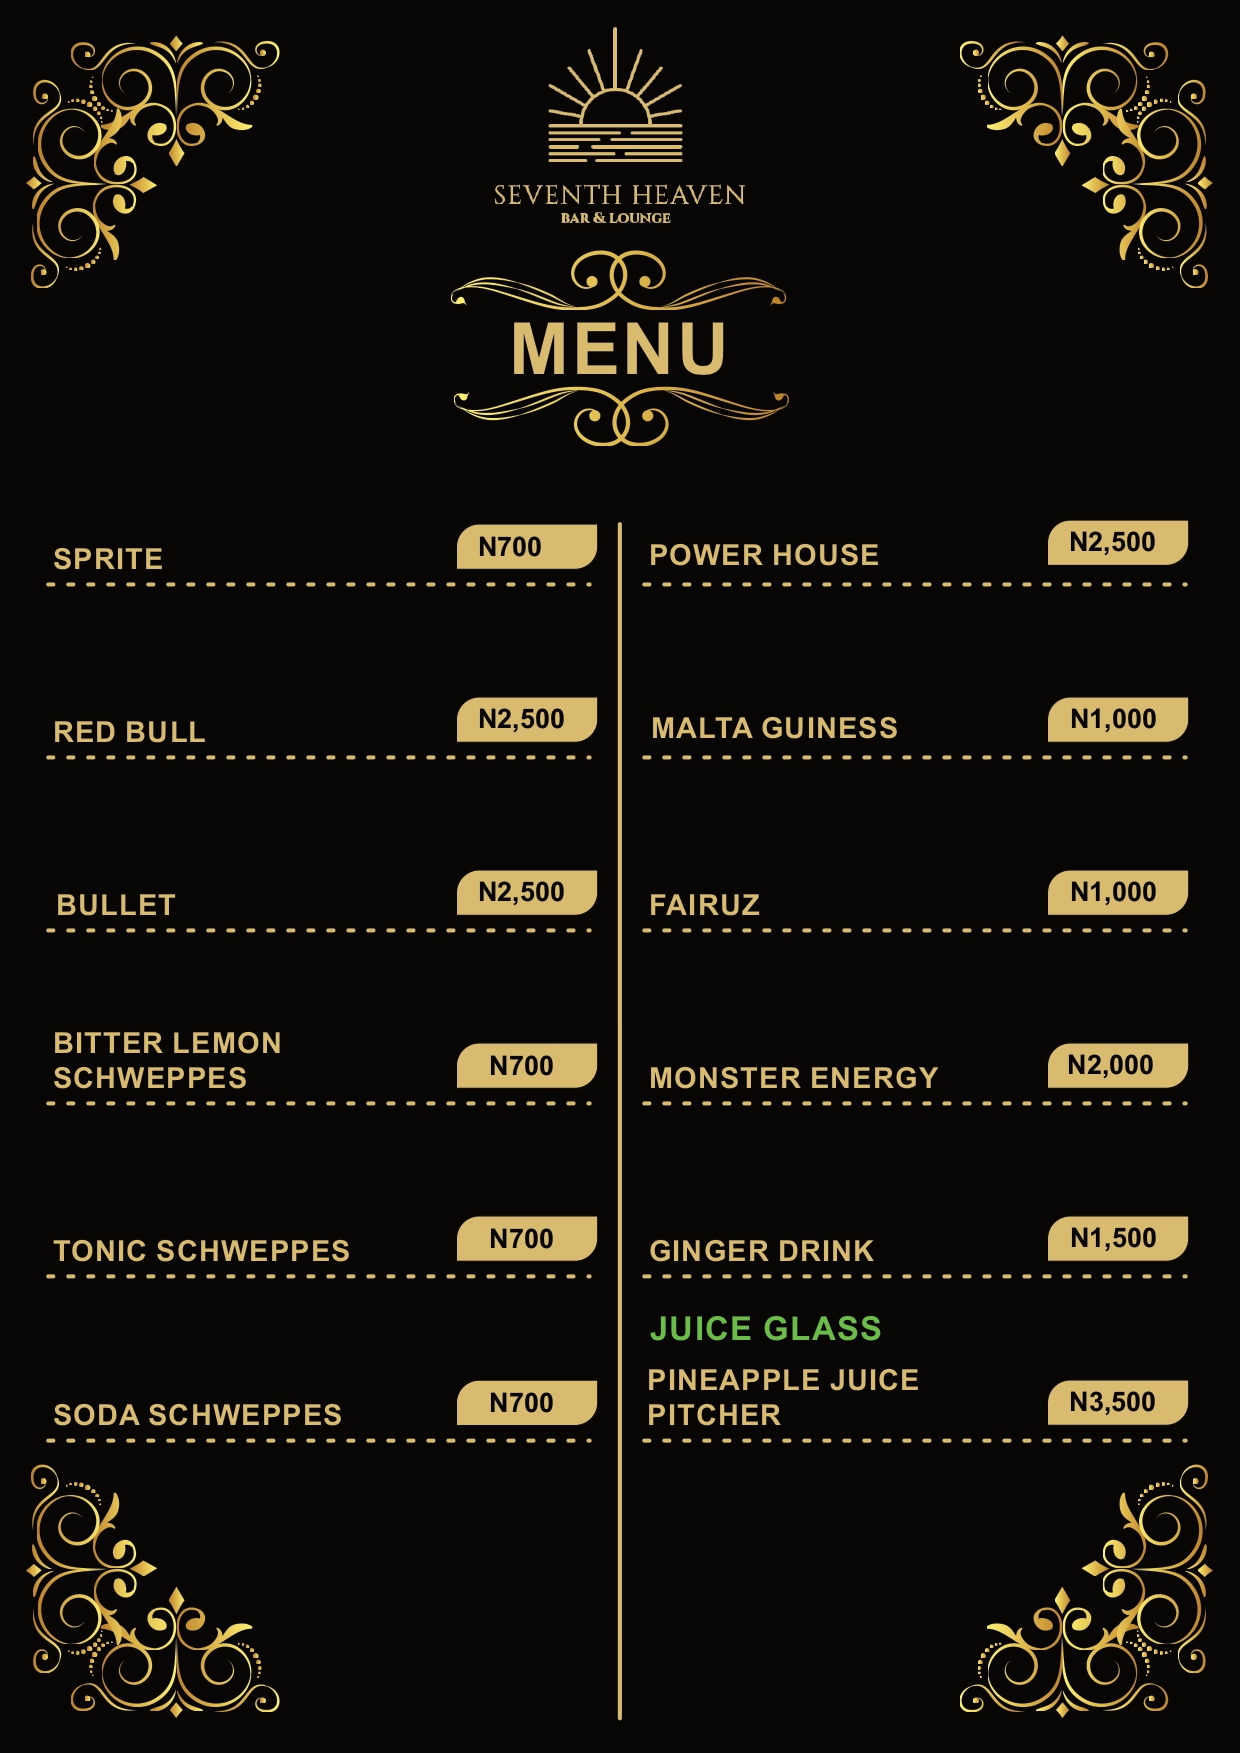 SEVENTH HEAVEN
BAR & LOUNGE
MENU
SPRITE N700
RED BULL N2,500
BULLET N2,500
BITTER LEMON
SCHWEPPES N700
TONIC SCHWEPPES N700
SODA SCHWEPPES N700
POWER HOUSE N2,500
MALTA GUINESS N1,000
FAIRUZ N1,000
MONSTER ENERGY N2,000
GINGER DRINK N1,500
JUICE GLASS
PINEAPPLE JUICE
PITCHER N3,500